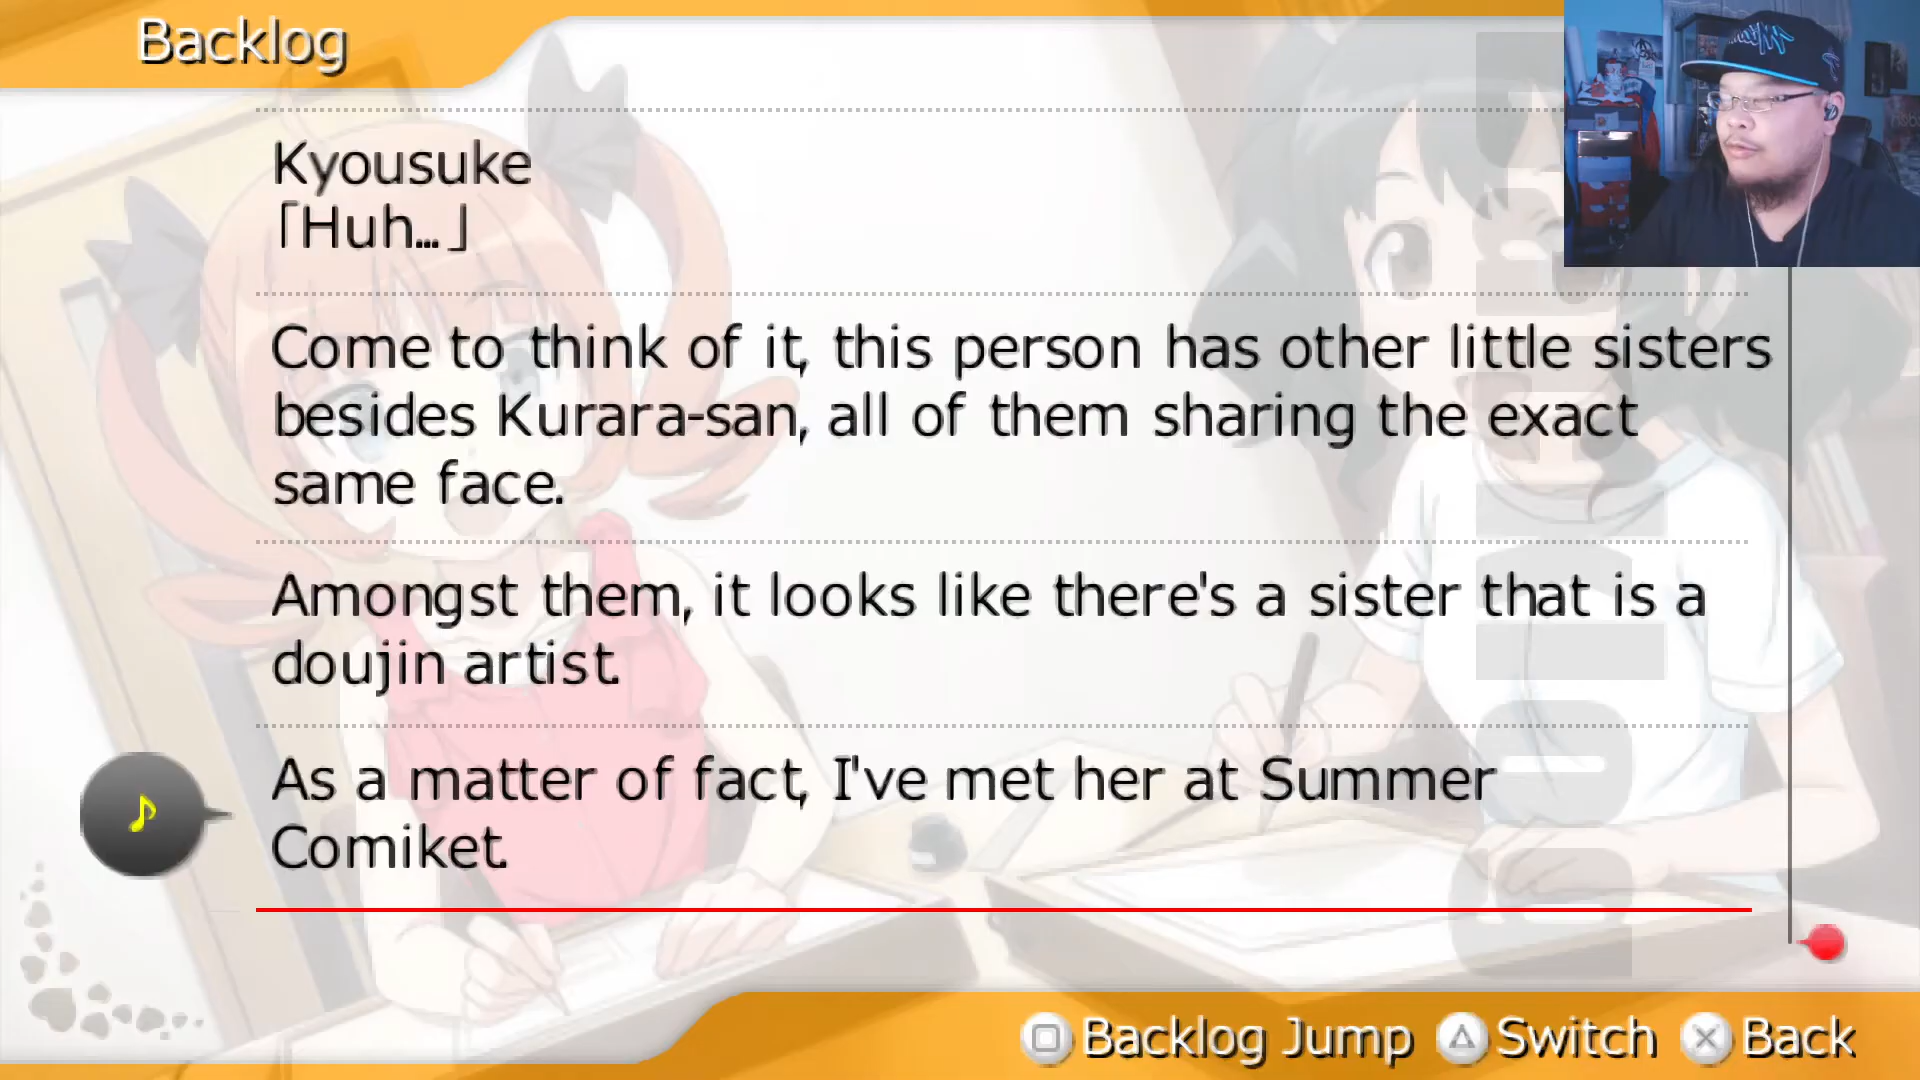 Backlog
Kyousuke
「Huh...」
Come to think of it, this person has other little sisters
besides Kurara-san, all of them sharing the exact
same face.
Amongst them, it looks like there's a sister that is a
doujin artist.
As a matter of fact, I've met her at Summer
Comiket.
Backlog Jump Switch Back